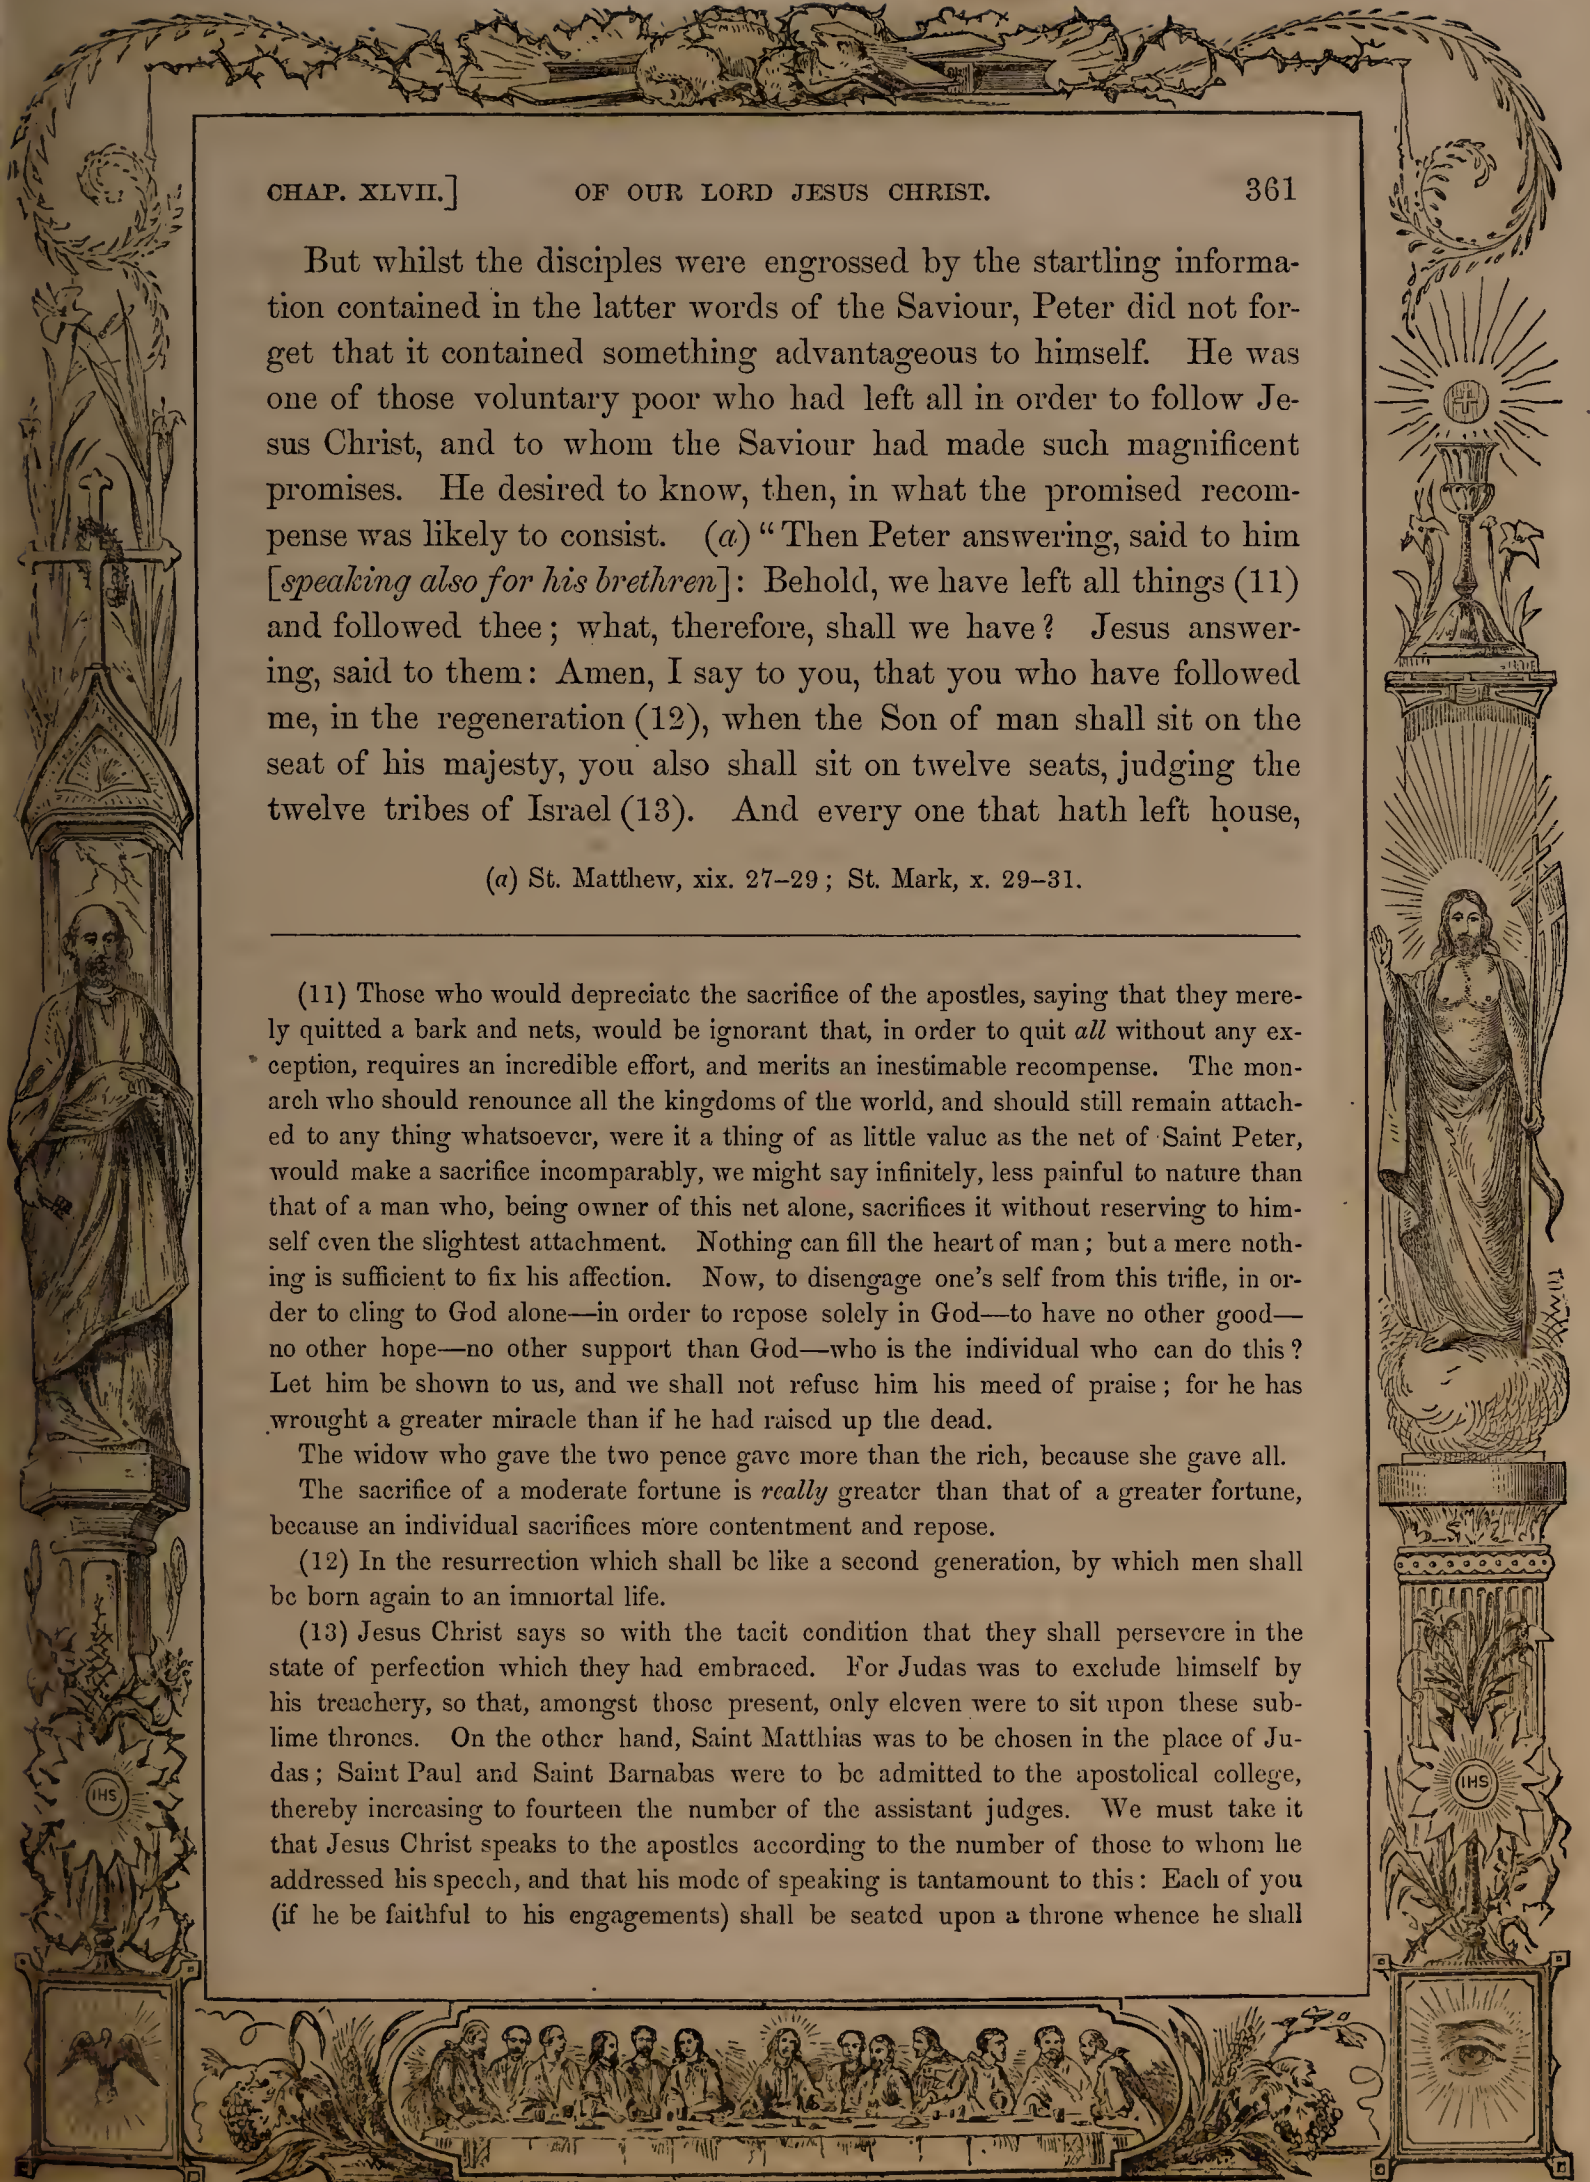 CHAP. XLVII.] OF OUR LORD JESUS CHRIST. 361
But whilst the disciples were engrossed by the startling informa-
tion contained in the latter words of the Saviour, Peter did not for-
get that it contained something advantageous to himself. He was
one of those voluntary poor who had left all in order to follow Je-
sus Christ, and to whom the Saviour had made such magnificent
promises. He desired to know, then, in what the promised recom-
pense was likely to consist. (a) “Then Peter answering, said to him
[speaking also for his brethren]: Behold, we have left all things (11)
and followed thee; what, therefore, shall we have? Jesus answer-
ing, said to them: Amen, I say to you, that you who have followed
me, in the regeneration (12), when the Son of man shall sit on the
seat of his majesty, you also shall sit on twelve seats, judging the
twelve tribes of Israel (13). And every one that hath left house,
(a) St. Matthew, xix. 27–29; St. Mark, x. 29–31.
(11) Those who would depreciate the sacrifice of the apostles, saying that they mere-
ly quitted a bark and nets, would be ignorant that, in order to quit all without any ex-
ception, requires an incredible effort, and merits an inestimable recompense. The mon-
arch who should renounce all the kingdoms of the world, and should still remain attach-
ed to any thing whatsoever, were it a thing of as little value as the net of Saint Peter,
would make a sacrifice incomparably, we might say infinitely, less painful to nature than
that of a man who, being owner of this net alone, sacrifices it without reserving to him-
self even the slightest attachment. Nothing can fill the heart of man; but a mere noth-
ing is sufficient to fix his affection. Now, to disengage one’s self from this trifle, in or-
der to cling to God alone—in order to repose solely in God—to have no other good—
no other hope—no other support than God—who is the individual who can do this?
Let him be shown to us, and we shall not refuse him his meed of praise; for he has
wrought a greater miracle than if he had raised up the dead.
The widow who gave the two pence gave more than the rich, because she gave all.
The sacrifice of a moderate fortune is really greater than that of a greater fortune,
because an individual sacrifices more contentment and repose.
(12) In the resurrection which shall be like a second generation, by which men shall
be born again to an immortal life.
(13) Jesus Christ says so with the tacit condition that they shall persevere in the
state of perfection which they had embraced. For Judas was to exclude himself by
his treachery, so that, amongst those present, only eleven were to sit upon these sub-
lime thrones. On the other hand, Saint Matthias was to be chosen in the place of Ju-
das; Saint Paul and Saint Barnabas were to be admitted to the apostolical college,
thereby increasing to fourteen the number of the assistant judges. We must take it
that Jesus Christ speaks to the apostles according to the number of those to whom he
addressed his speech, and that his mode of speaking is tantamount to this: Each of you
(if he be faithful to his engagements) shall be seated upon a throne whence he shall
IHS
IHS